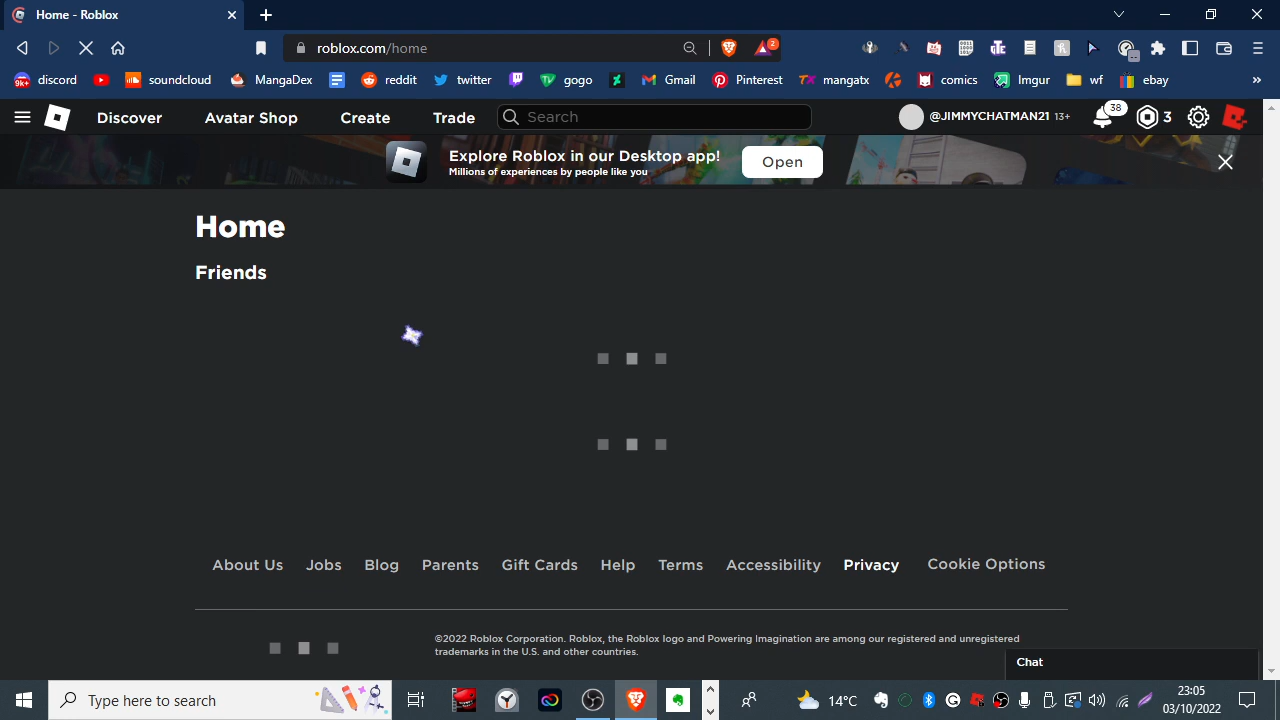 Home - Roblox
roblox.com/home
2
discord
9k+
soundcloud
MangaDex
reddit
twitter
gogo
Gmail
Pinterest
mangatx
comics
Imgur
wf
ebay
Discover
Avatar Shop
Create
Trade
Search
@JIMMYCHATMAN21 13+
38
3
Explore Roblox in our Desktop app!
Millions of experiences by people like you
Open
Home
Friends
About Us
Jobs
Blog
Parents
Gift Cards
Help
Terms
Accessibility
Privacy
Cookie Options
©2022 Roblox Corporation. Roblox, the Roblox logo and Powering Imagination are among our registered and unregistered
trademarks in the U.S. and other countries.
Chat
Type here to search
14°C
23:05
03/10/2022